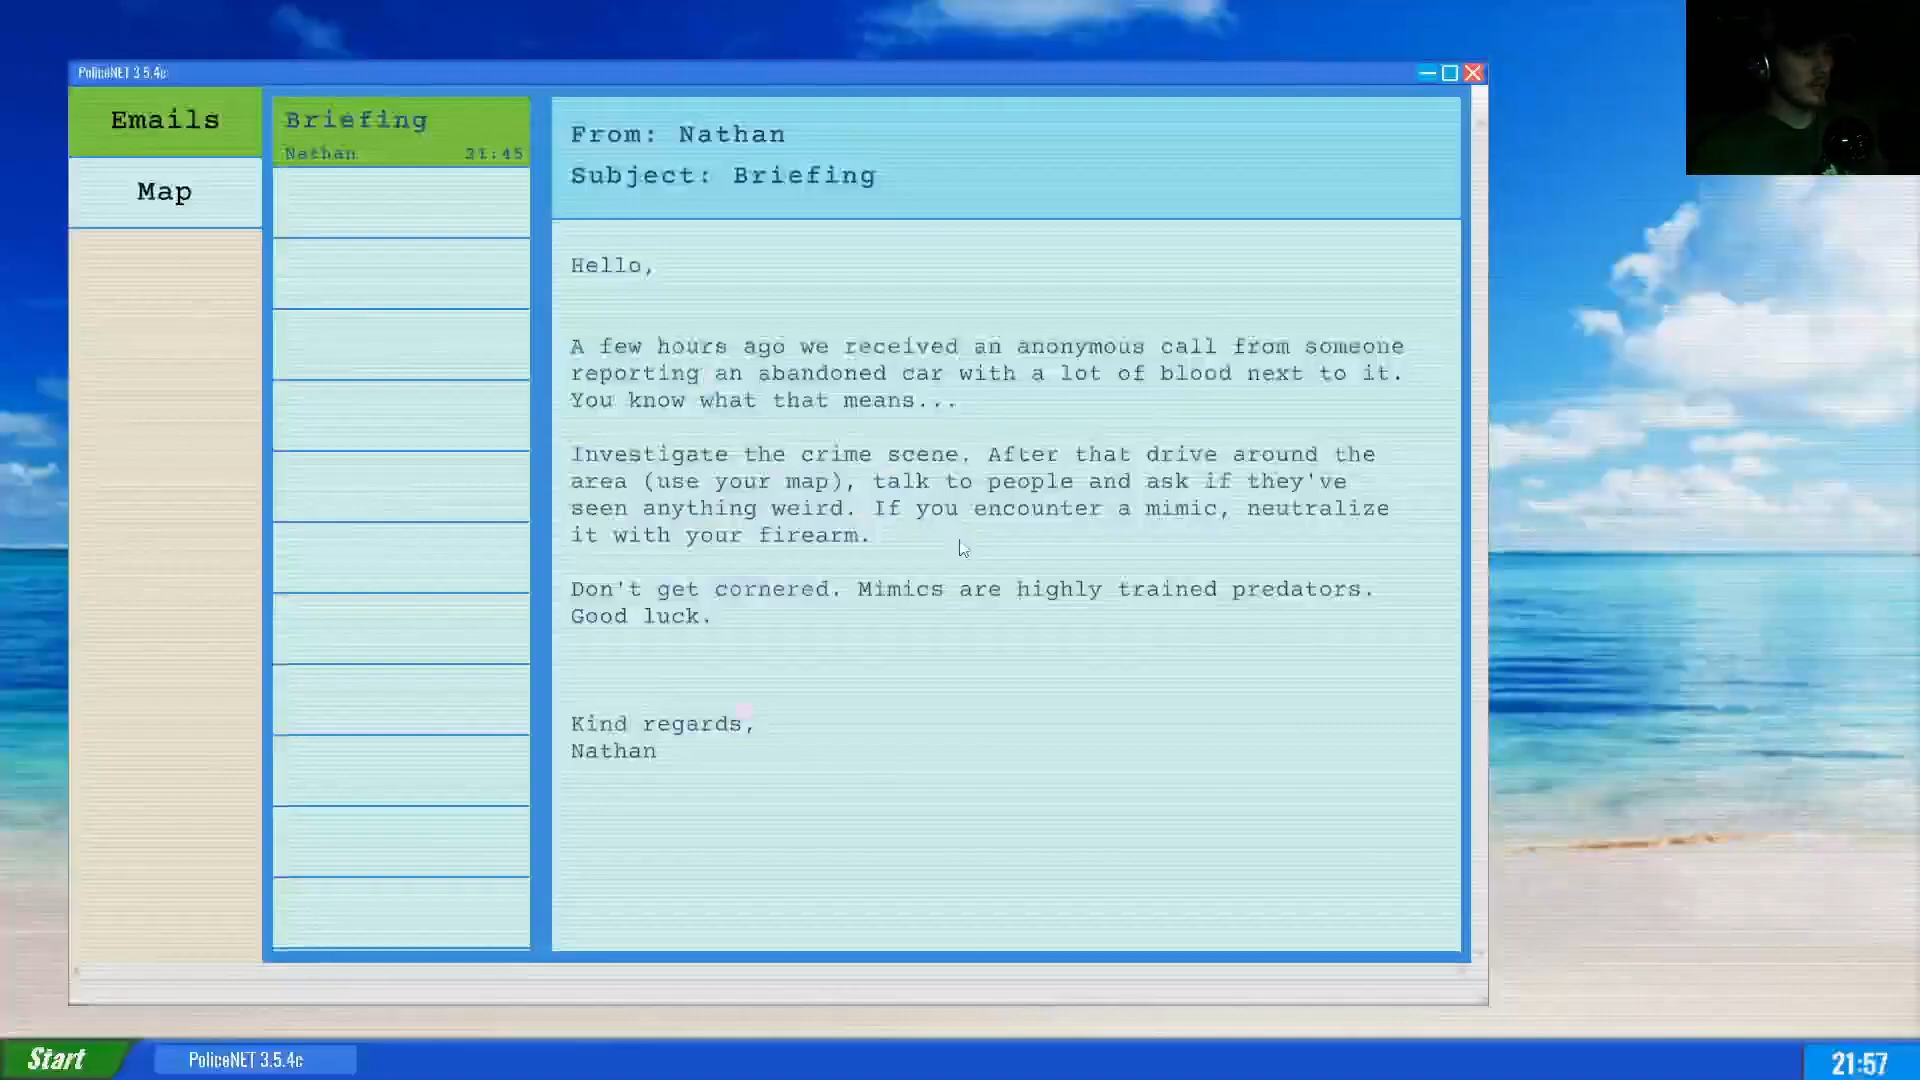 PoliceNET 3.5.4c
Emails
Map
Briefing
Nathan 21:45
From: Nathan
Subject: Briefing
Hello,
A few hours ago we received an anonymous call from someone
reporting an abandoned car with a lot of blood next to it.
You know what that means...
Investigate the crime scene. After that drive around the
area (use your map), talk to people and ask if they've
seen anything weird. If you encounter a mimic, neutralize
it with your firearm.
Don't get cornered. Mimics are highly trained predators.
Good luck.
Kind regards,
Nathan
Start
PoliceNET 3.5.4c
21:57